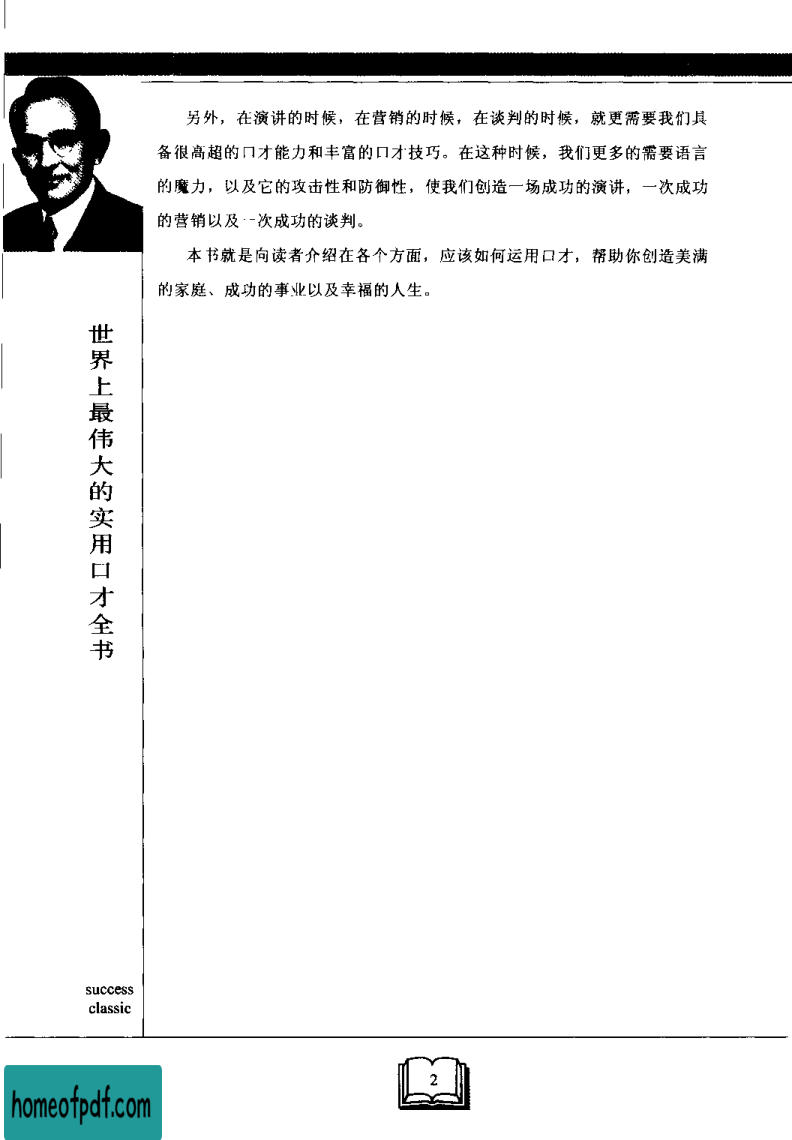 另外，在演讲的时候，在营销的时候，在谈判的时候，就更需要我们具
备很高超的口才能力和丰富的口才技巧。在这种时候，我们更多的需要语言
的魔力，以及它的攻击性和防御性，使我们创造一场成功的演讲，一次成功
的营销以及一次成功的谈判。
本书就是向读者介绍在各个方面，应该如何运用口才，帮助你创造美满
的家庭、成功的事业以及幸福的人生。
世界上最伟大的实用口才全书
success
classic
2
homeofpdf.com